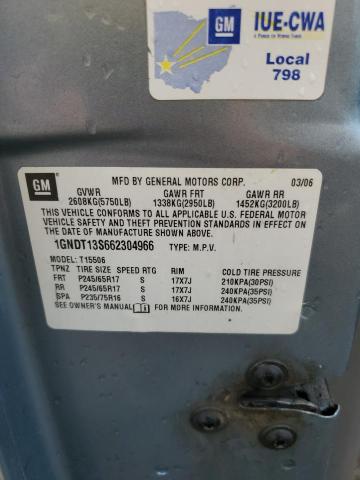 GM IUE-CWA
Local
798
GM
MFD BY GENERAL MOTORS CORP. 03/06
GVWR GAWR FRT GAWR RR
2608KG(5750LB) 1338KG(2950LB) 1452KG(3200LB)
THIS VEHICLE CONFORMS TO ALL APPLICABLE U.S. FEDERAL MOTOR
VEHICLE SAFETY AND THEFT PREVENTION STANDARDS IN EFFECT ON
THE DATE OF MANUFACTURE SHOWN ABOVE.
1GNDT13S662304966 TYPE: M.P.V.
MODEL: T15506
TPNZ TIRE SIZE SPEED RTG RIM COLD TIRE PRESSURE
FRT P245/65R17 S 17X7J 210KPA(30PSI)
RR P245/65R17 S 17X7J 240KPA(35PSI)
SPA P235/75R16 S 16X7J 240KPA(35PSI)
SEE OWNER'S MANUAL FOR MORE INFORMATION.